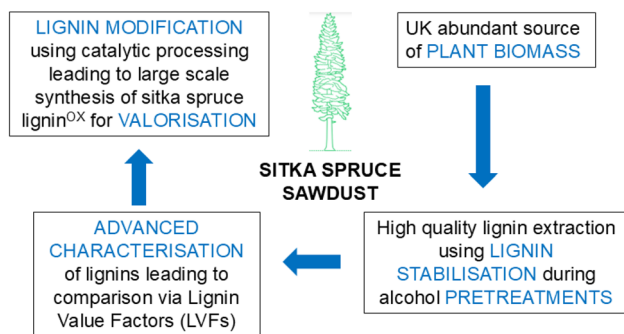 LIGNIN MODIFICATION
using catalytic processing
leading to large scale
synthesis of sitka spruce
ligninᴼˣ for VALORISATION
UK abundant source
of PLANT BIOMASS
SITKA SPRUCE
SAWDUST
ADVANCED
CHARACTERISATION
of lignins leading to
comparison via Lignin
Value Factors (LVFs)
High quality lignin extraction
using LIGNIN
STABILISATION during
alcohol PRETREATMENTS